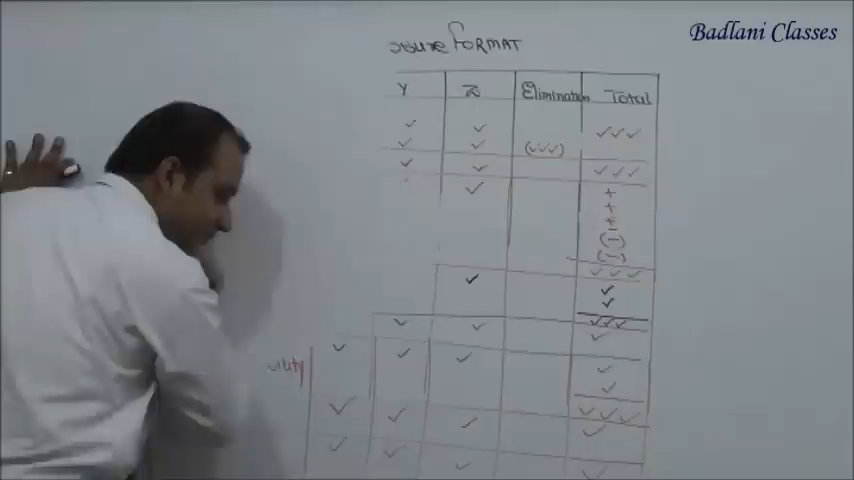 Badlani Classes
FORMAT
Y Z Elimination Total
✓ ✓ ✓✓✓
✓ ✓ (✓✓✓)
✓ ✓ ✓✓✓
✓ +
+
+
(-)
(-)
✓ ✓✓✓
✓
✓
✓ ✓ ✓✓✓
✓
✓ ✓ ✓ ✓
✓
✓✓✓
✓ ✓ ✓ ✓
✓ ✓ ✓ ✓